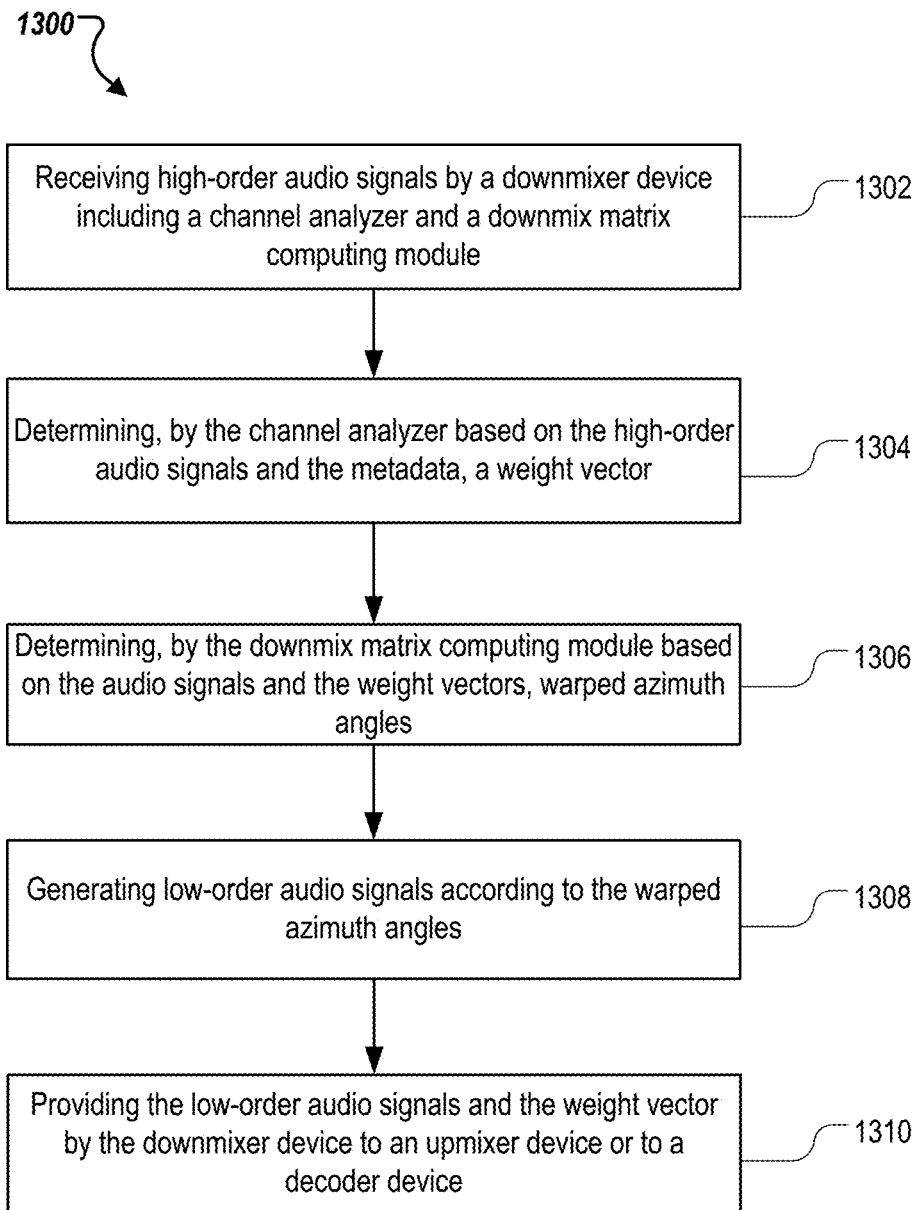 1300
Receiving high-order audio signals by a downmixer device
including a channel analyzer and a downmix matrix
computing module
1302
Determining, by the channel analyzer based on the high-order
audio signals and the metadata, a weight vector
1304
Determining, by the downmix matrix computing module based
on the audio signals and the weight vectors, warped azimuth
angles
1306
Generating low-order audio signals according to the warped
azimuth angles
1308
Providing the low-order audio signals and the weight vector
by the downmixer device to an upmixer device or to a
decoder device
1310